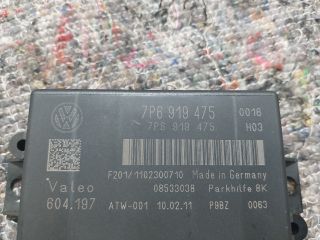 7P6 919 475 0016
7P6 919 475 H03
F201/1102300710 Made in Germany
Valeo 08533038 Parkhilfe 8K
604.197 ATW-001 10.02.11 P9BZ 0063